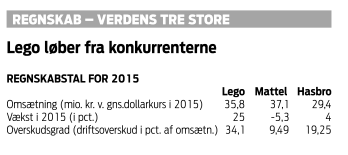 REGNSKAB – VERDENS TRE STORE
Lego løber fra konkurrenterne
REGNSKABSTAL FOR 2015
Lego Mattel Hasbro
Omsætning (mio. kr. v. gns.dollarkurs i 2015) 35,8 37,1 29,4
Vækst i 2015 (i pct.) 25 -5,3 4
Overskudsgrad (driftsoverskud i pct. af omsætn.) 34,1 9,49 19,25